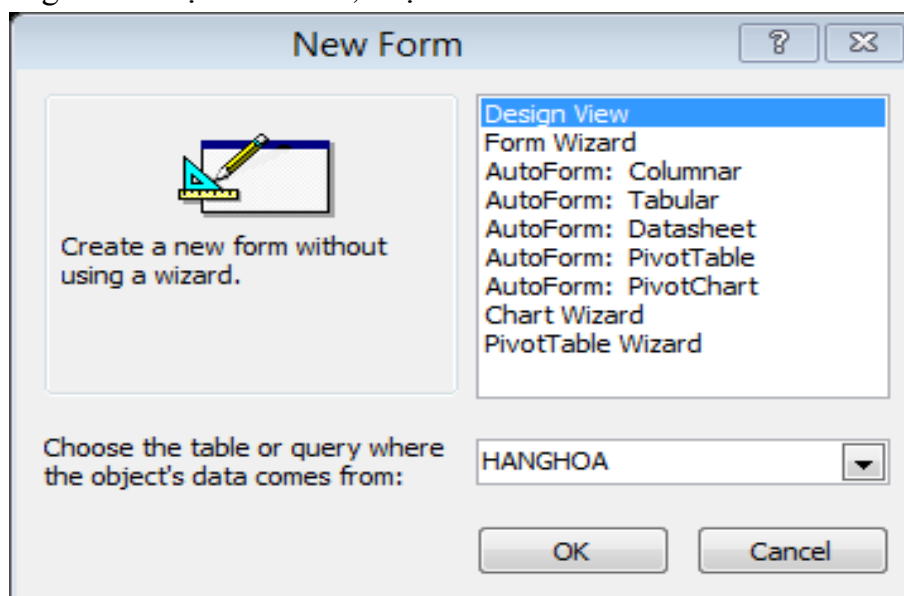 New Form
Design View
Form Wizard
AutoForm: Columnar
AutoForm: Tabular
AutoForm: Datasheet
AutoForm: PivotTable
AutoForm: PivotChart
Chart Wizard
PivotTable Wizard
Create a new form without
using a wizard.
Choose the table or query where
the object's data comes from:
HANGHOA
OK
Cancel